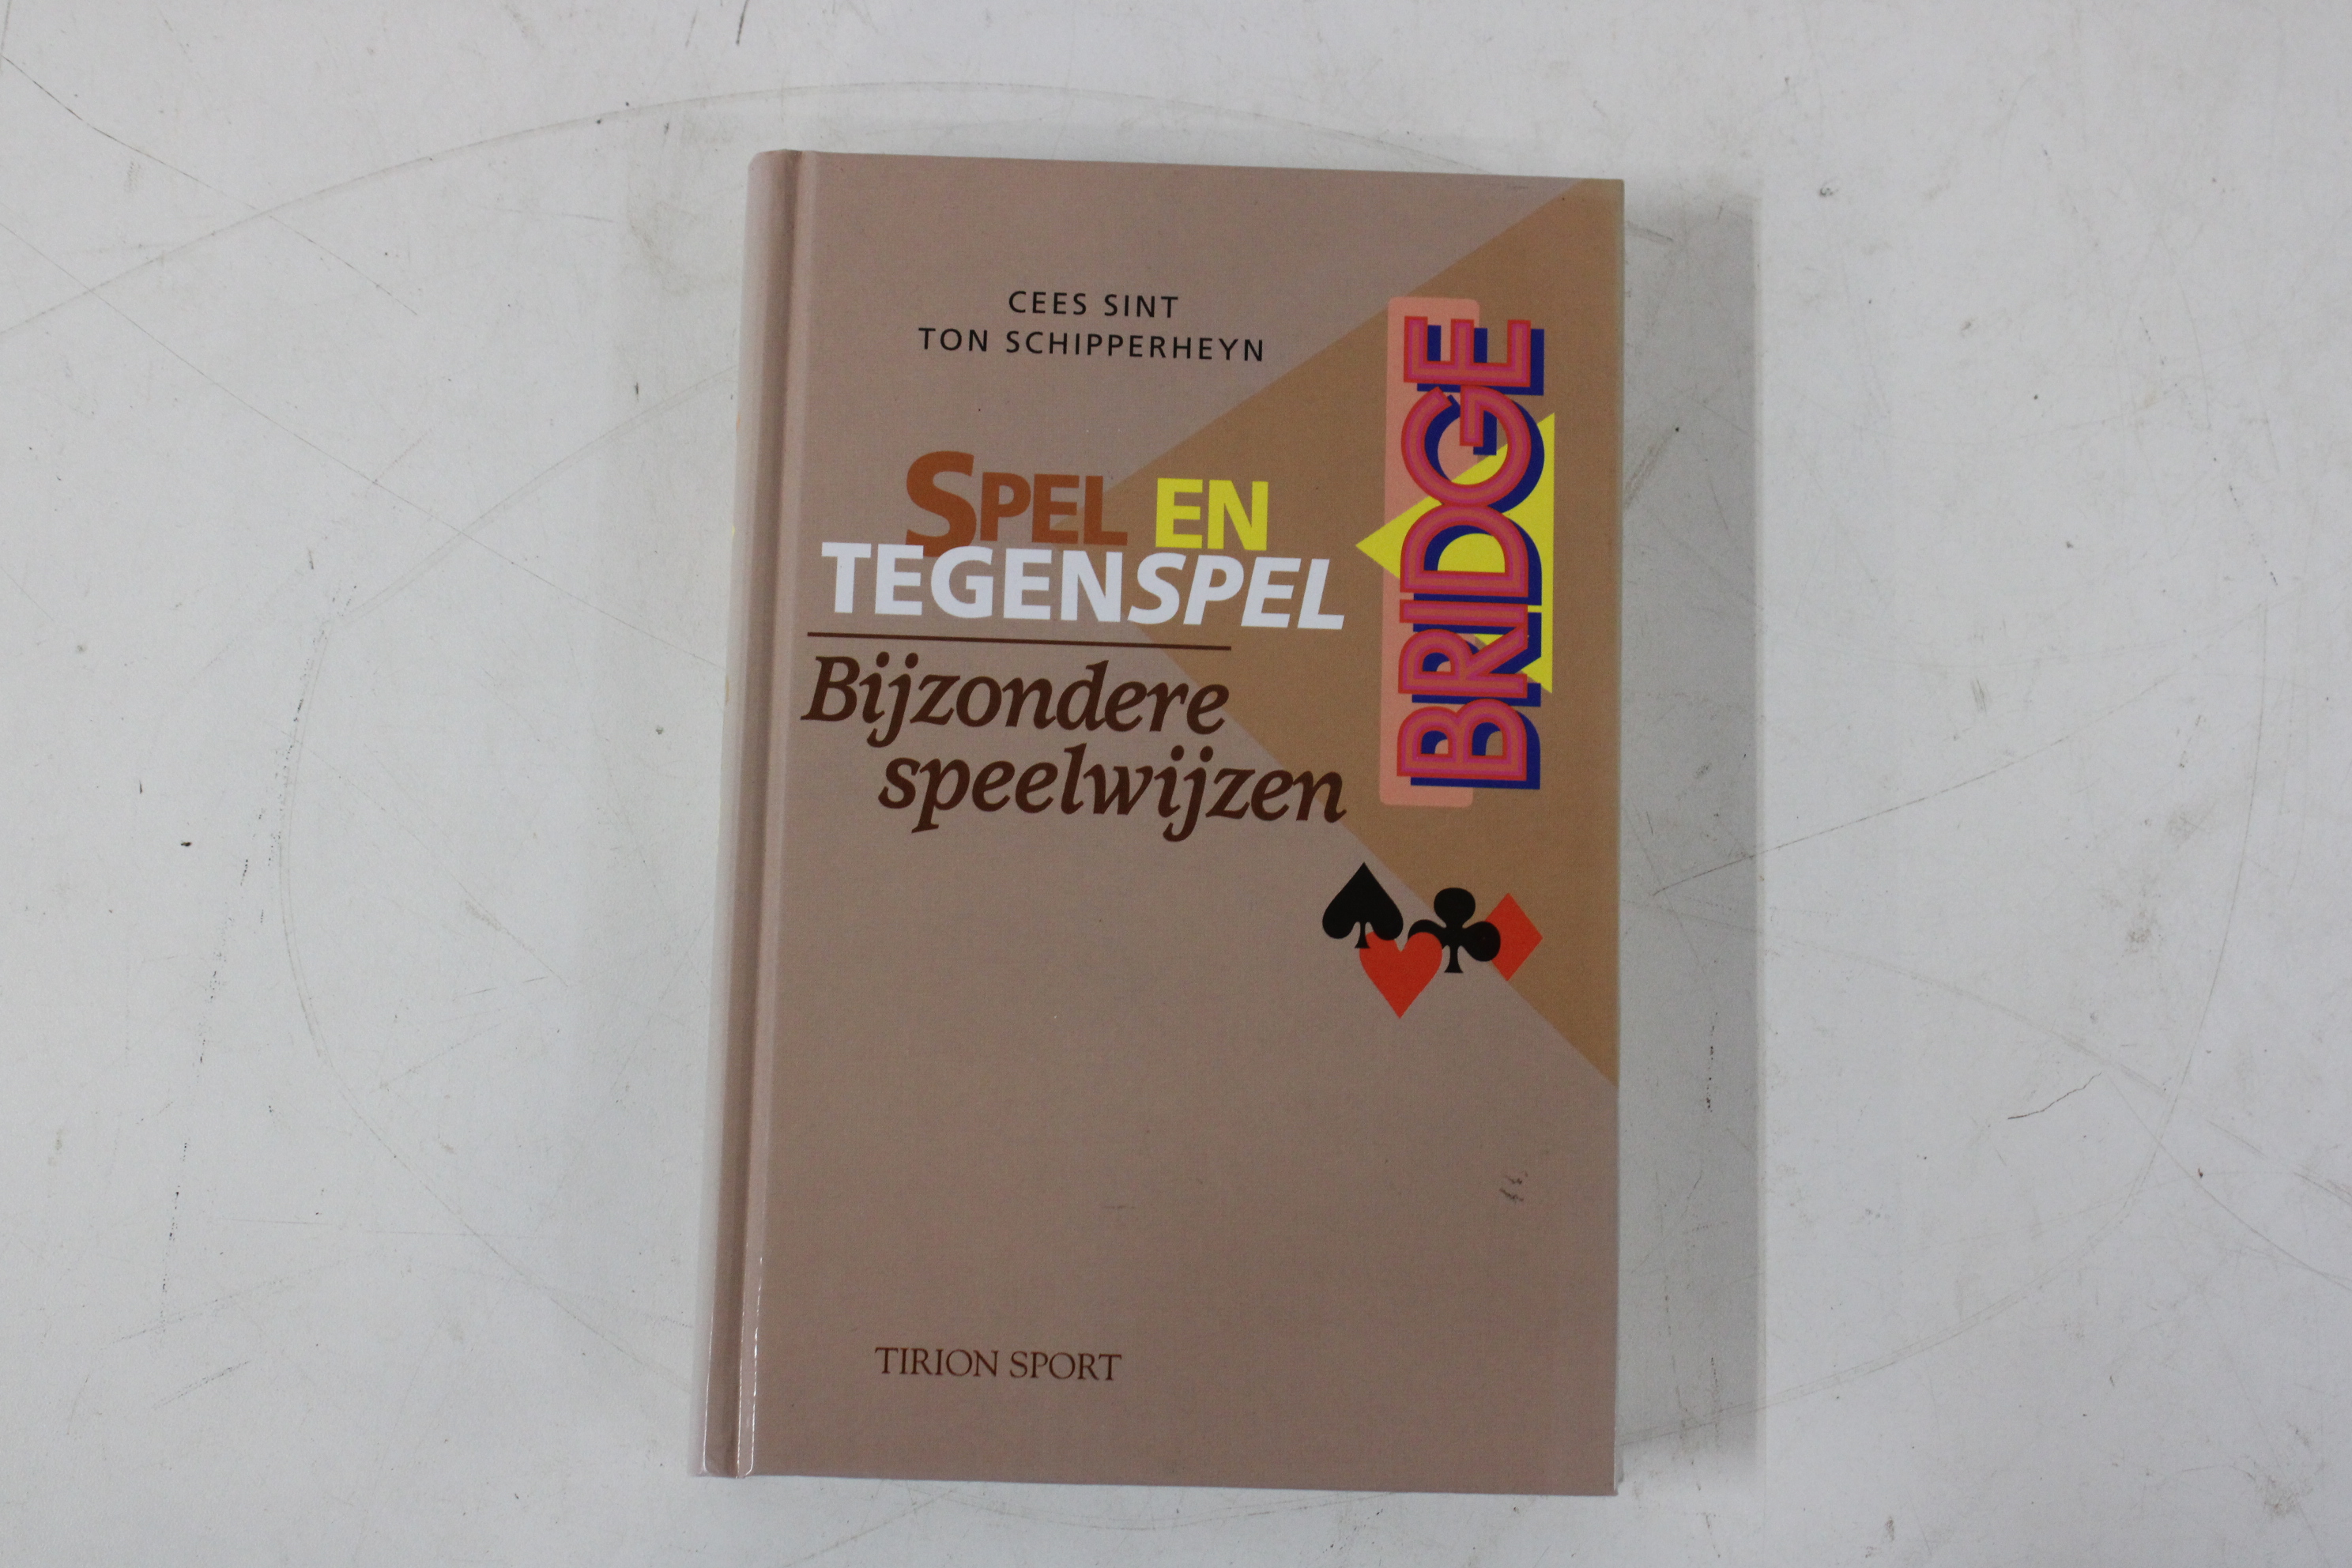 CEES SINT
TON SCHIPPERHEYN
SPEL EN
TEGENSPEL
Bijzondere
speelwijzen
BRIDGE
TIRION SPORT